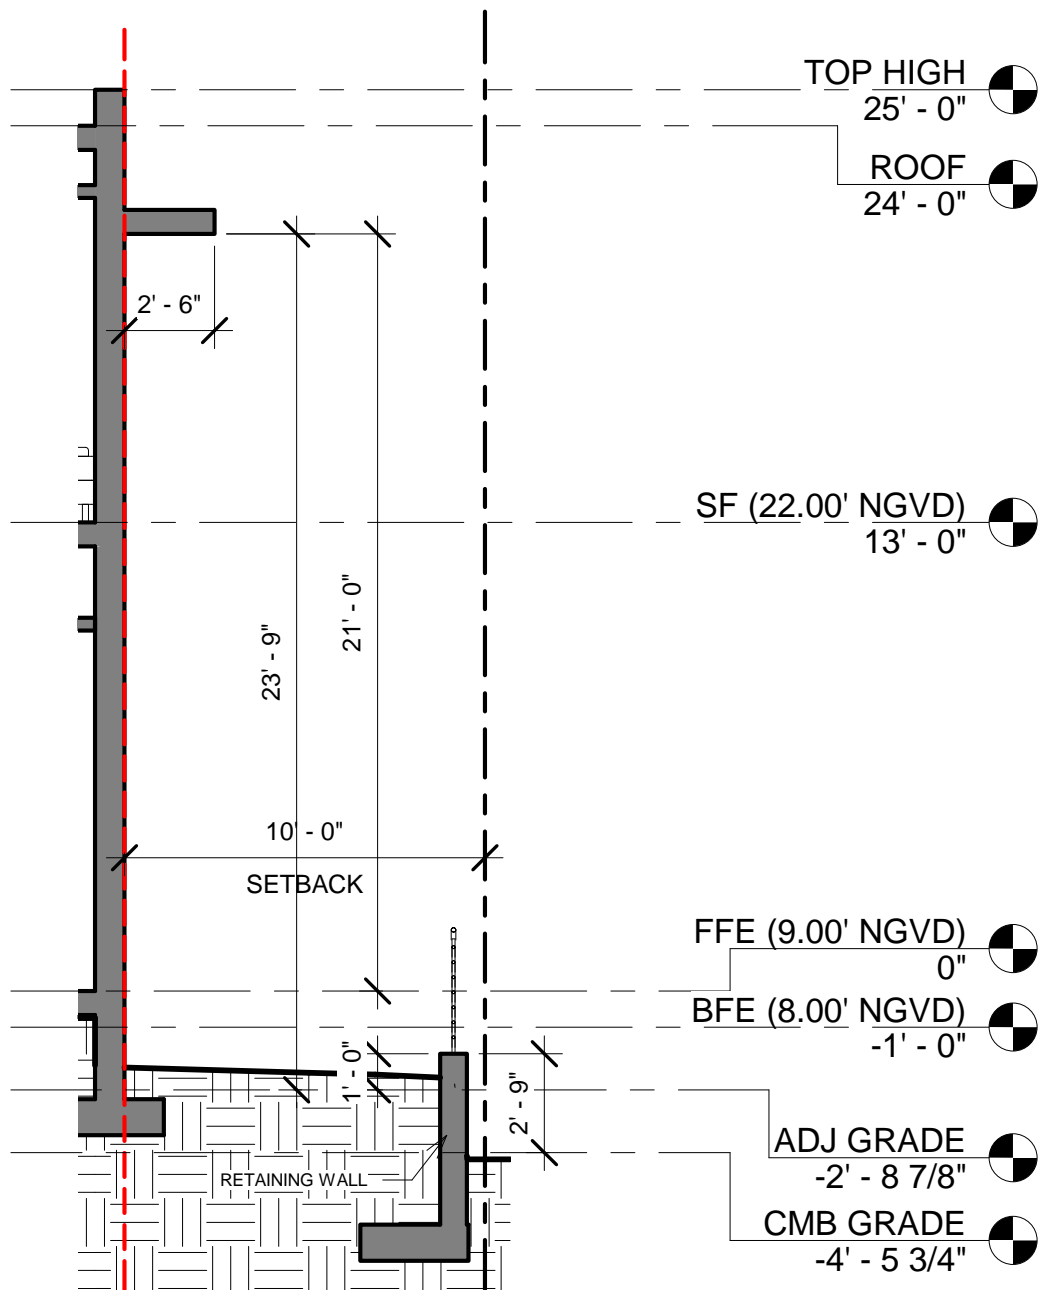 TOP HIGH
25' - 0"
ROOF
24' - 0"
2' - 6"
SF (22.00' NGVD)
13' - 0"
23' - 9"
21' - 0"
10' - 0"
SETBACK
FFE (9.00' NGVD)
0"
BFE (8.00' NGVD)
-1' - 0"
1' - 0"
2' - 9"
ADJ GRADE
-2' - 8 7/8"
RETAINING WALL
CMB GRADE
-4' - 5 3/4"